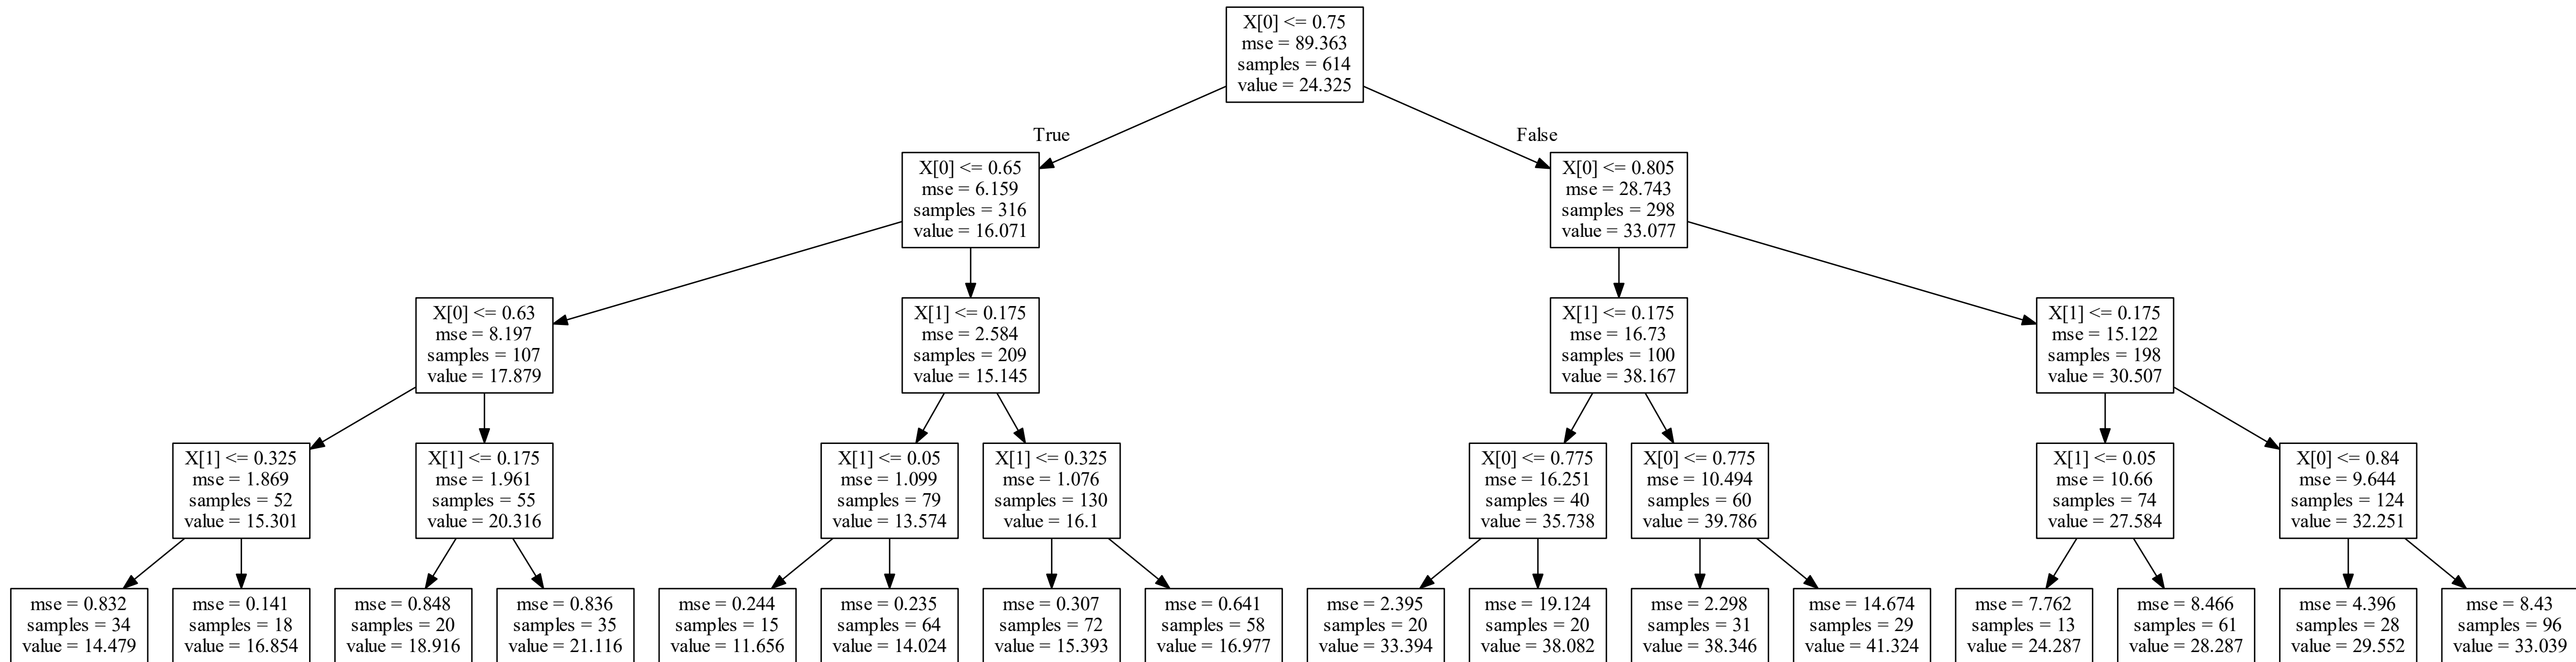 X[0] <= 0.75
mse = 89.363
samples = 614
value = 24.325
True
False
X[0] <= 0.65
mse = 6.159
samples = 316
value = 16.071
X[0] <= 0.805
mse = 28.743
samples = 298
value = 33.077
X[0] <= 0.63
mse = 8.197
samples = 107
value = 17.879
X[1] <= 0.175
mse = 2.584
samples = 209
value = 15.145
X[1] <= 0.175
mse = 16.73
samples = 100
value = 38.167
X[1] <= 0.175
mse = 15.122
samples = 198
value = 30.507
X[1] <= 0.325
mse = 1.869
samples = 52
value = 15.301
X[1] <= 0.175
mse = 1.961
samples = 55
value = 20.316
X[1] <= 0.05
mse = 1.099
samples = 79
value = 13.574
X[1] <= 0.325
mse = 1.076
samples = 130
value = 16.1
X[0] <= 0.775
mse = 16.251
samples = 40
value = 35.738
X[0] <= 0.775
mse = 10.494
samples = 60
value = 39.786
X[1] <= 0.05
mse = 10.66
samples = 74
value = 27.584
X[0] <= 0.84
mse = 9.644
samples = 124
value = 32.251
mse = 0.832
samples = 34
value = 14.479
mse = 0.141
samples = 18
value = 16.854
mse = 0.848
samples = 20
value = 18.916
mse = 0.836
samples = 35
value = 21.116
mse = 0.244
samples = 15
value = 11.656
mse = 0.235
samples = 64
value = 14.024
mse = 0.307
samples = 72
value = 15.393
mse = 0.641
samples = 58
value = 16.977
mse = 2.395
samples = 20
value = 33.394
mse = 19.124
samples = 20
value = 38.082
mse = 2.298
samples = 31
value = 38.346
mse = 14.674
samples = 29
value = 41.324
mse = 7.762
samples = 13
value = 24.287
mse = 8.466
samples = 61
value = 28.287
mse = 4.396
samples = 28
value = 29.552
mse = 8.43
samples = 96
value = 33.039